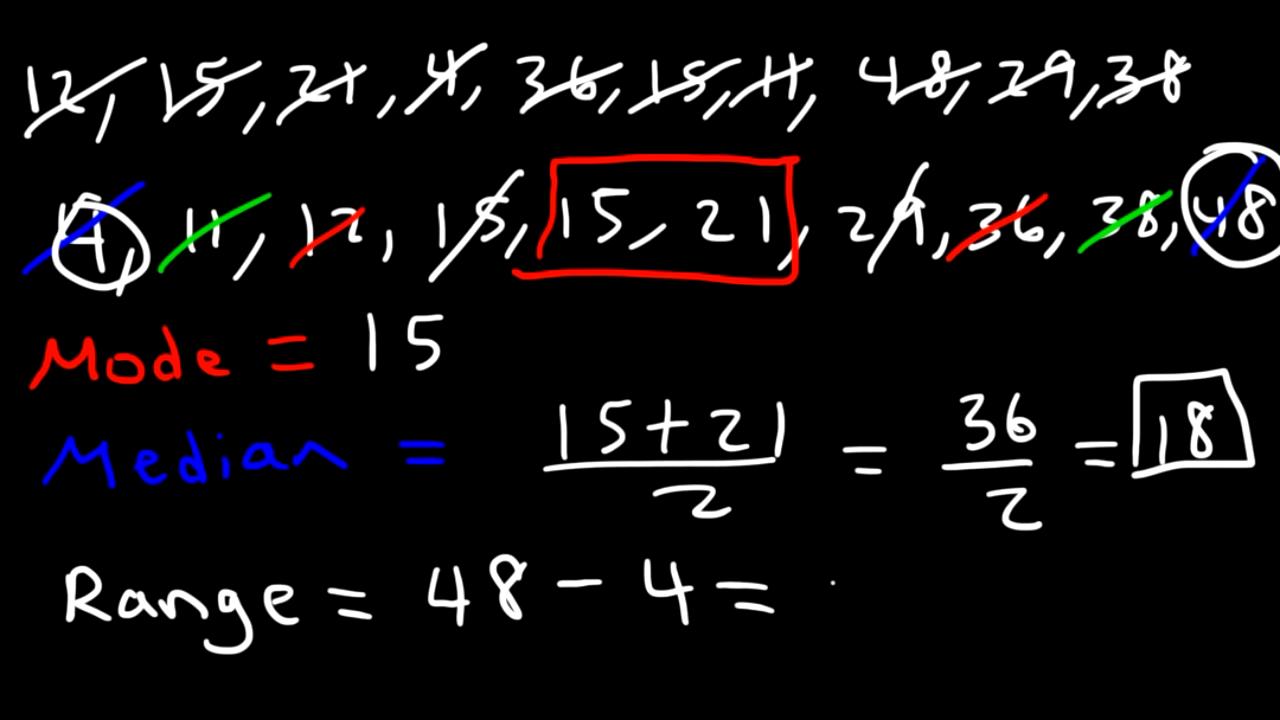 12, 15, 21, 4, 36, 15, 11, 48, 29, 38
4, 11, 12, 15, 15, 21, 29, 36, 38, 48
Mode = 15
Median = 15+21/2 = 36/2 = 18
Range = 48 - 4 =